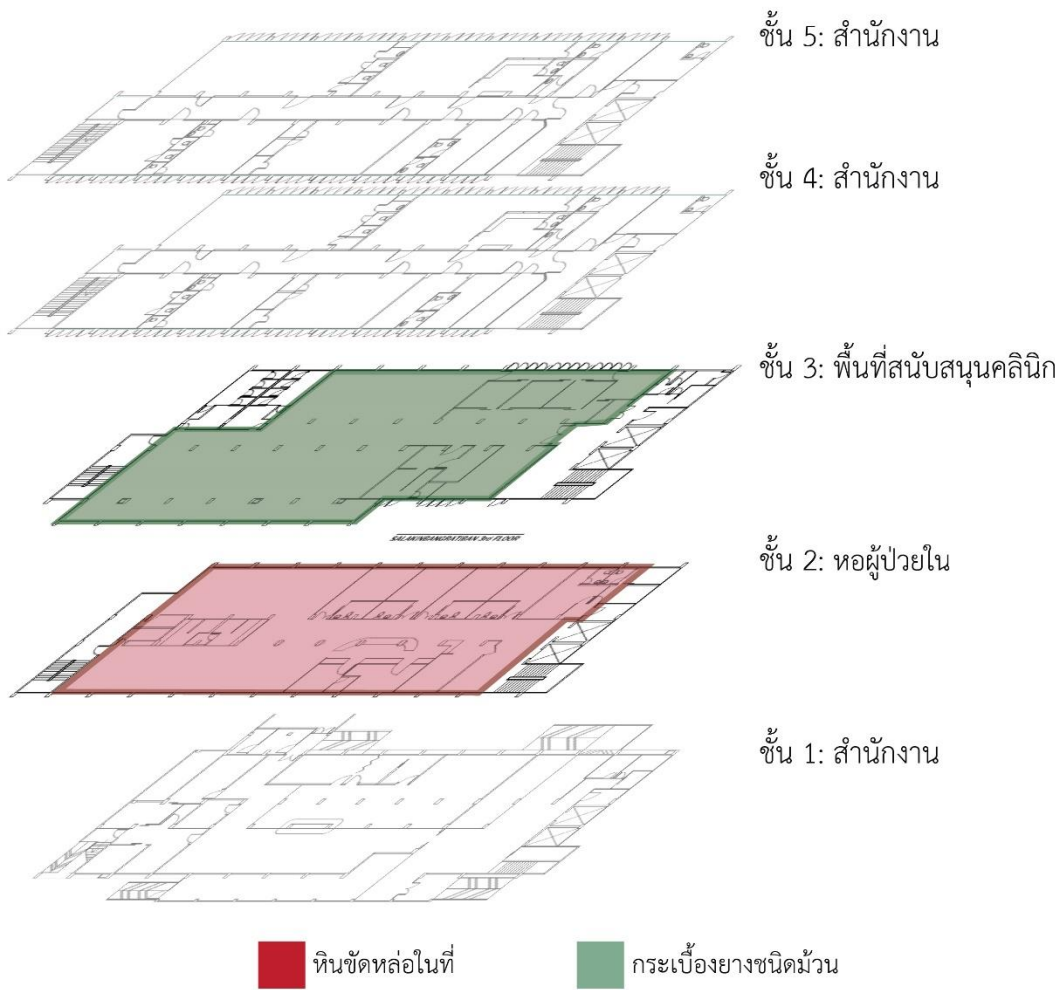 ชั้น 5: สำนักงาน
ชั้น 4: สำนักงาน
ชั้น 3: พื้นที่สนับสนุนคลินิก
3rd FLOOR
ชั้น 2: หอผู้ป่วยใน
ชั้น 1: สำนักงาน
หินขัดหล่อในที่
กระเบื้องยางชนิดม้วน